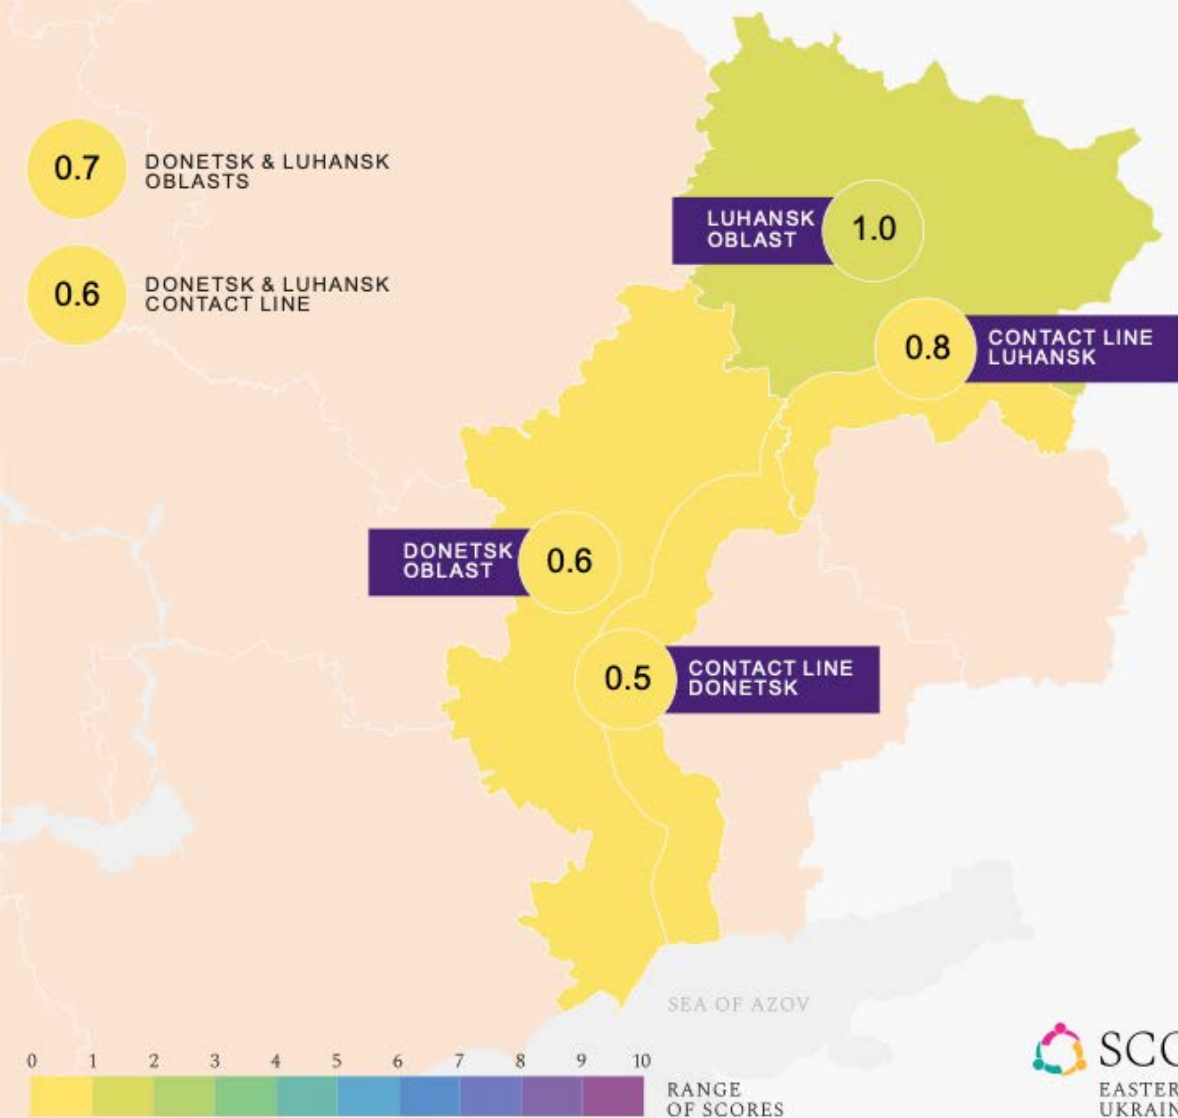 0.7
DONETSK & LUHANSK
OBLASTS
0.6
DONETSK & LUHANSK
CONTACT LINE
LUHANSK
OBLAST
1.0
0.8
CONTACT LINE
LUHANSK
DONETSK
OBLAST
0.6
0.5
CONTACT LINE
DONETSK
SEA OF AZOV
0 1 2 3 4 5 6 7 8 9 10
RANGE
OF SCORES